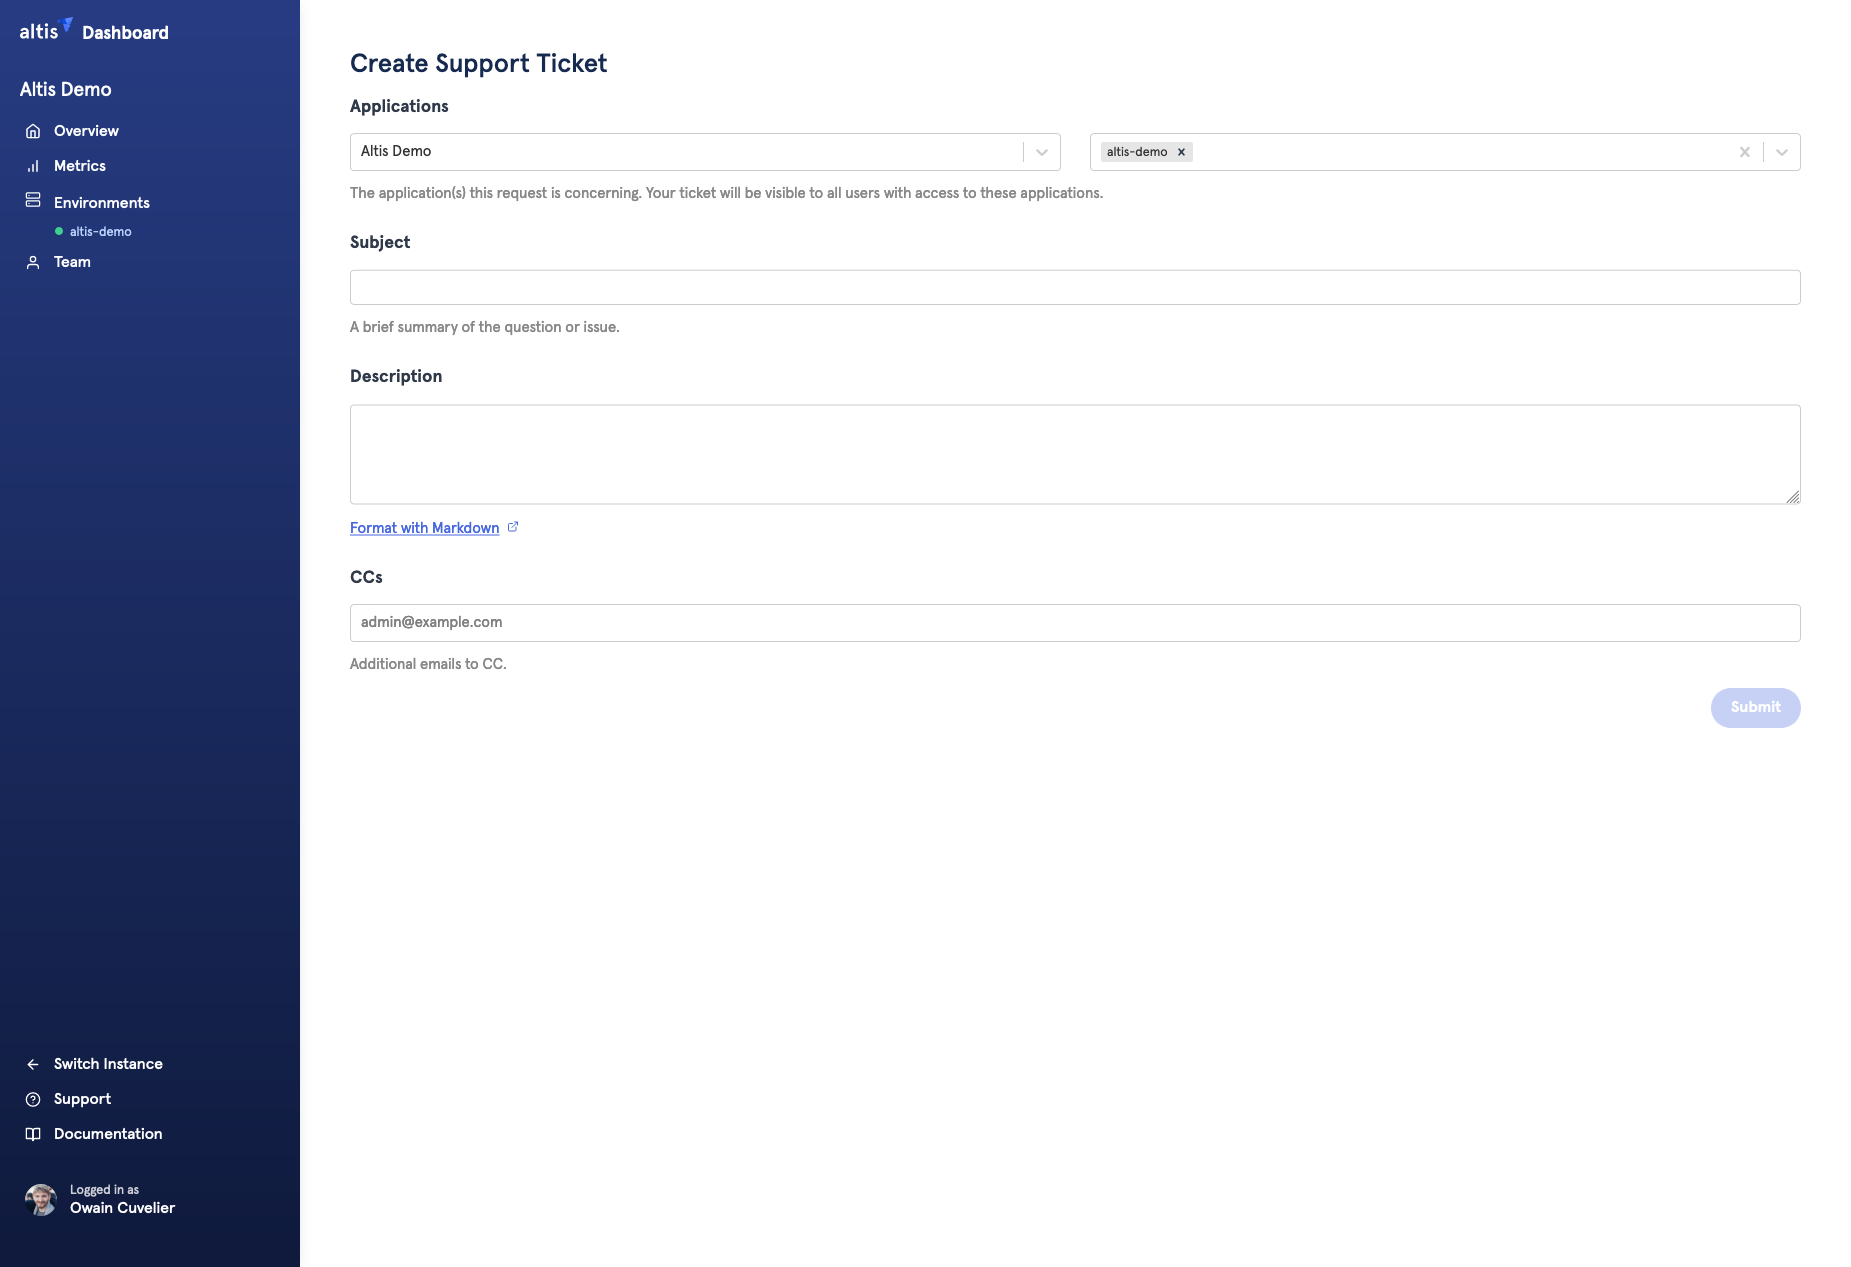 altis Dashboard
Altis Demo
Overview
Metrics
Environments
altis-demo
Team
Switch Instance
Support
Documentation
Logged in as
Owain Cuvelier
Create Support Ticket
Applications
Altis Demo
altis-demo
The application(s) this request is concerning. Your ticket will be visible to all users with access to these applications.
Subject
A brief summary of the question or issue.
Description
Format with Markdown
CCs
admin@example.com
Additional emails to CC.
Submit